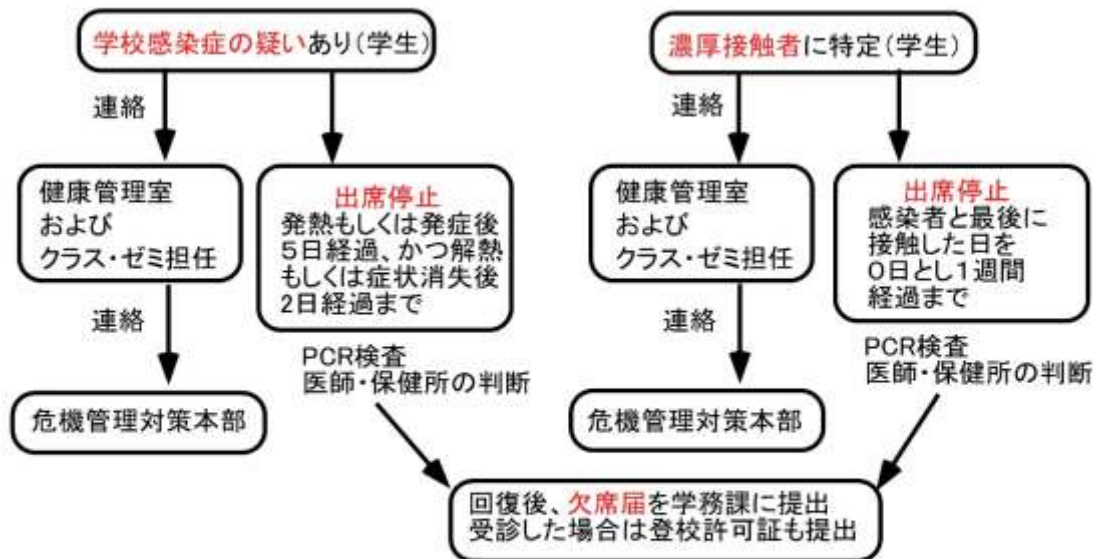 学校感染症の疑いあり(学生)
連絡
健康管理室
および
クラス・ゼミ担任
連絡
危機管理対策本部
出席停止
発熱もしくは発症後
5日経過、かつ解熱
もしくは症状消失後
2日経過まで
PCR検査
医師・保健所の判断
濃厚接触者に特定(学生)
連絡
健康管理室
および
クラス・ゼミ担任
連絡
危機管理対策本部
出席停止
感染者と最後に
接触した日を
0日とし1週間
経過まで
PCR検査
医師・保健所の判断
回復後、欠席届を学務課に提出
受診した場合は登校許可証も提出